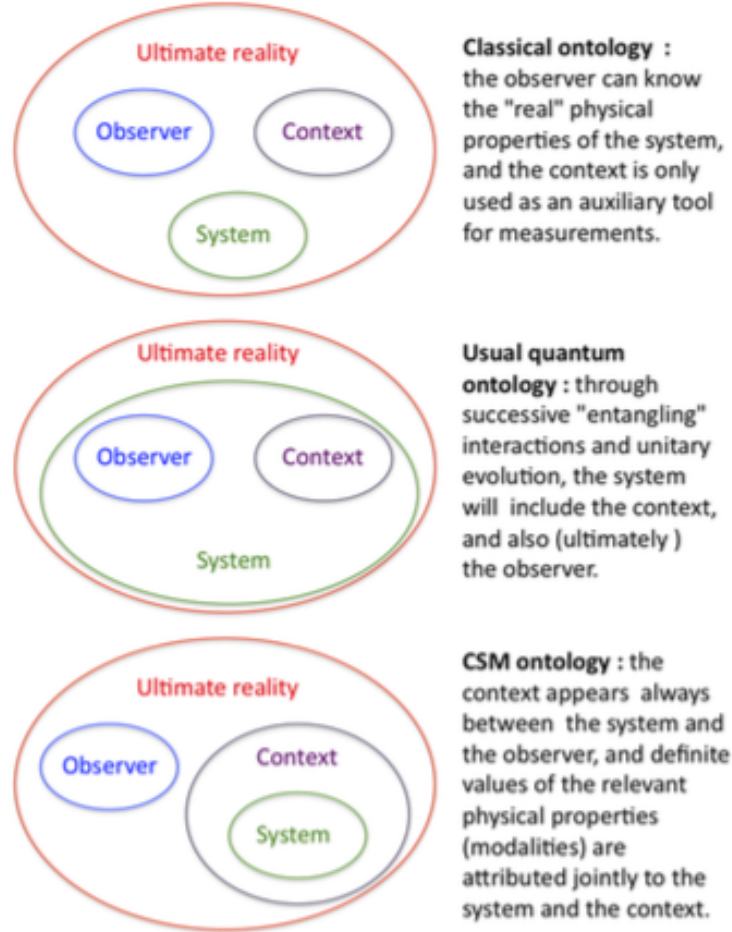 Ultimate reality
Observer
Context
System
Classical ontology :
the observer can know
the "real" physical
properties of the system,
and the context is only
used as an auxiliary tool
for measurements.
Ultimate reality
Observer
Context
System
Usual quantum
ontology : through
successive "entangling"
interactions and unitary
evolution, the system
will include the context,
and also (ultimately )
the observer.
Ultimate reality
Observer
Context
System
CSM ontology : the
context appears always
between the system and
the observer, and definite
values of the relevant
physical properties
(modalities) are
attributed jointly to the
system and the context.